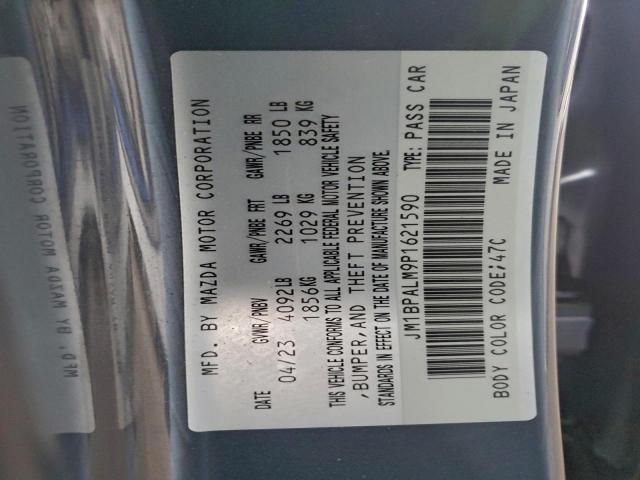 MFD. BY MAZDA MOTOR CORPORATION
DATE GVWR/PNBV GAWR/PNBE FRT GAWR/PNBE RR
04/23 4092LB 2269 LB 1850 LB
1856KG 1029 KG 839 KG
THIS VEHICLE CONFORMS TO ALL APPLICABLE FEDERAL MOTOR VEHICLE SAFETY
,BUMPER,AND THEFT PREVENTION
STANDARDS IN EFFECT ON THE DATE OF MANUFACTURE SHOWN ABOVE.
JM1BPALM9P1621590 TYPE: PASS CAR
BODY COLOR CODE;47C MADE IN JAPAN
MFD. BY MAZDA MOTOR CORPORATION